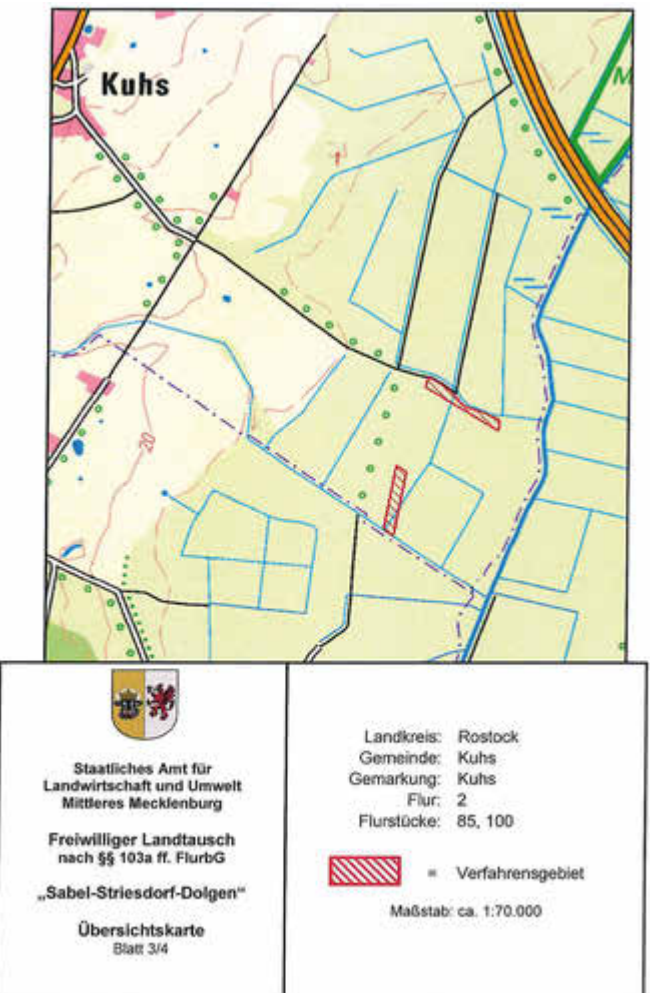 Kuhs
M
20
Staatliches Amt für
Landwirtschaft und Umwelt
Mittleres Mecklenburg
Freiwilliger Landtausch
nach §§ 103a ff. FlurbG
„Sabel-Striesdorf-Dolgen“
Übersichtskarte
Blatt 3/4
Landkreis: Rostock
Gemeinde: Kuhs
Gemarkung: Kuhs
Flur: 2
Flurstücke: 85, 100
= Verfahrensgebiet
Maßstab: ca. 1:70.000